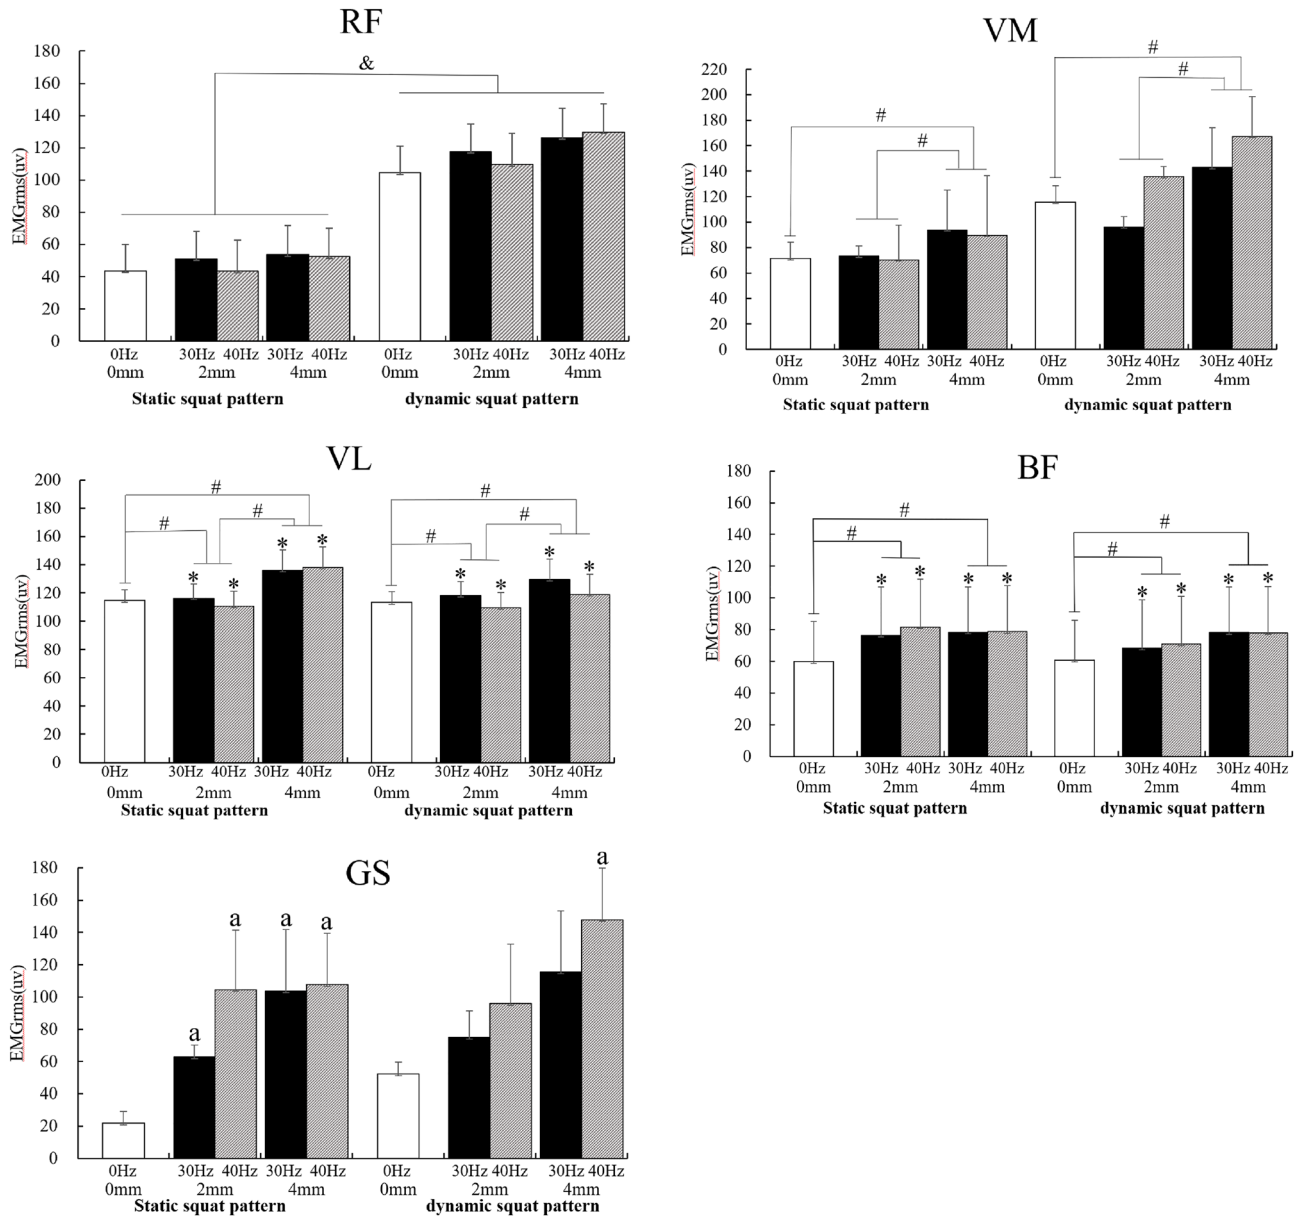 RF
&
180
160
140
120
100
80
60
40
20
0
EMGrms(uv)
0Hz 30Hz 40Hz 30Hz 40Hz 0Hz 30Hz 40Hz 30Hz 40Hz
0mm 2mm 4mm 0mm 2mm 4mm
Static squat pattern dynamic squat pattern
VM
# # # #
220
200
180
160
140
120
100
80
60
40
20
0
EMGrms(uv)
0Hz 30Hz 40Hz 30Hz 40Hz 0Hz 30Hz 40Hz 30Hz 40Hz
0mm 2mm 4mm 0mm 2mm 4mm
Static squat pattern dynamic squat pattern
VL
# # # # # #
* * * * * * * *
200
180
160
140
120
100
80
60
40
20
0
EMGrms(uv)
0Hz 30Hz 40Hz 30Hz 40Hz 0Hz 30Hz 40Hz 30Hz 40Hz
0mm 2mm 4mm 0mm 2mm 4mm
Static squat pattern dynamic squat pattern
BF
# # # #
* * * * * * * *
180
160
140
120
100
80
60
40
20
0
EMGrms(uv)
0Hz 30Hz 40Hz 30Hz 40Hz 0Hz 30Hz 40Hz 30Hz 40Hz
0mm 2mm 4mm 0mm 2mm 4mm
Static squat pattern dynamic squat pattern
GS
a a a a a
180
160
140
120
100
80
60
40
20
0
EMGrms(uv)
0Hz 30Hz 40Hz 30Hz 40Hz 0Hz 30Hz 40Hz 30Hz 40Hz
0mm 2mm 4mm 0mm 2mm 4mm
Static squat pattern dynamic squat pattern